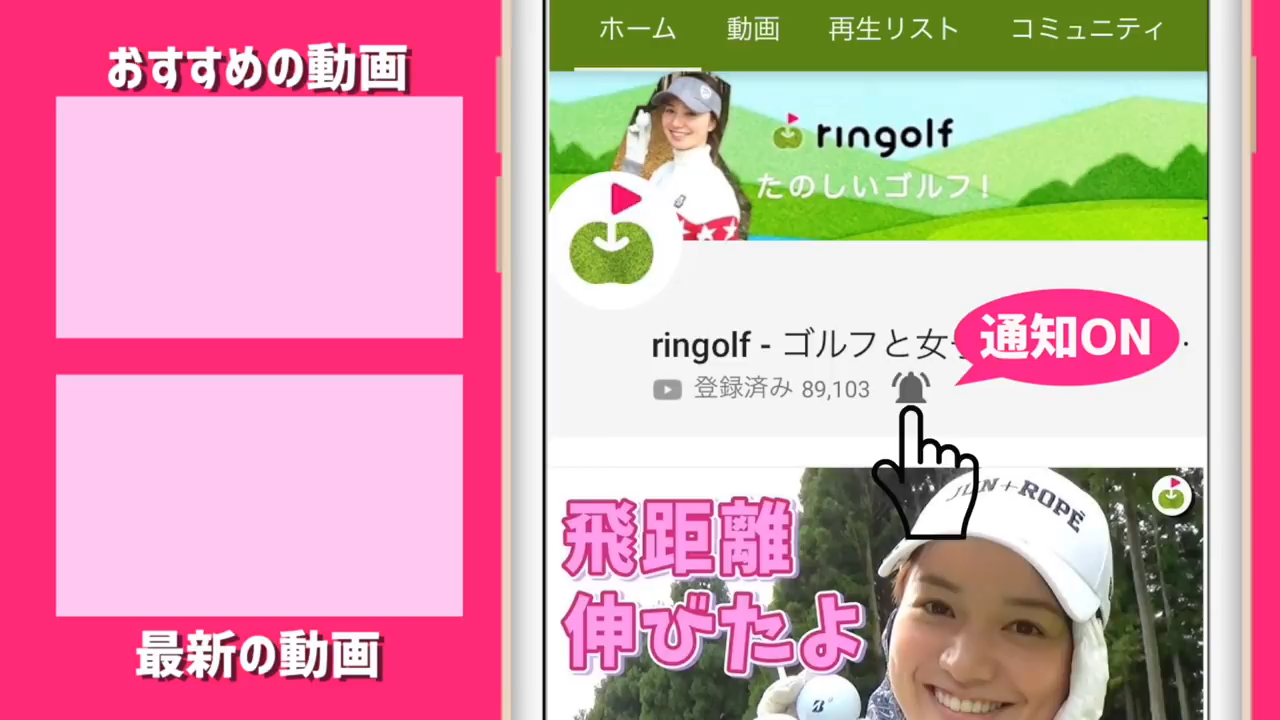 おすすめの動画
最新の動画
ホーム 動画 再生リスト コミュニティ
ringolf
たのしいゴルフ!
ringolf - ゴルフと女
通知ON
登録済み 89,103
飛距離
伸びたよ
JUN+ROPÉ
B